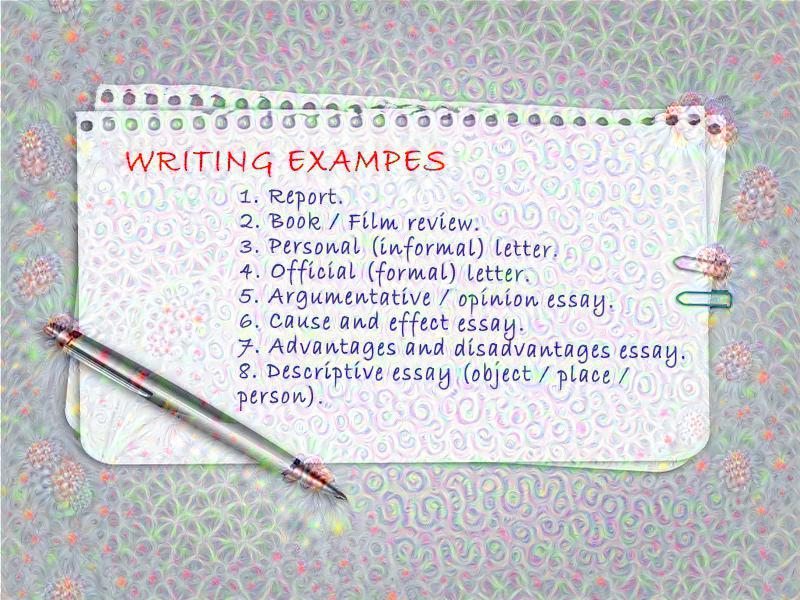 WRITING EXAMPES
1. Report.
2. Book / Film review.
3. Personal (informal) letter.
4. Official (formal) letter.
5. Argumentative / opinion essay.
6. Cause and effect essay.
7. Advantages and disadvantages essay.
8. Descriptive essay (object / place /
person).